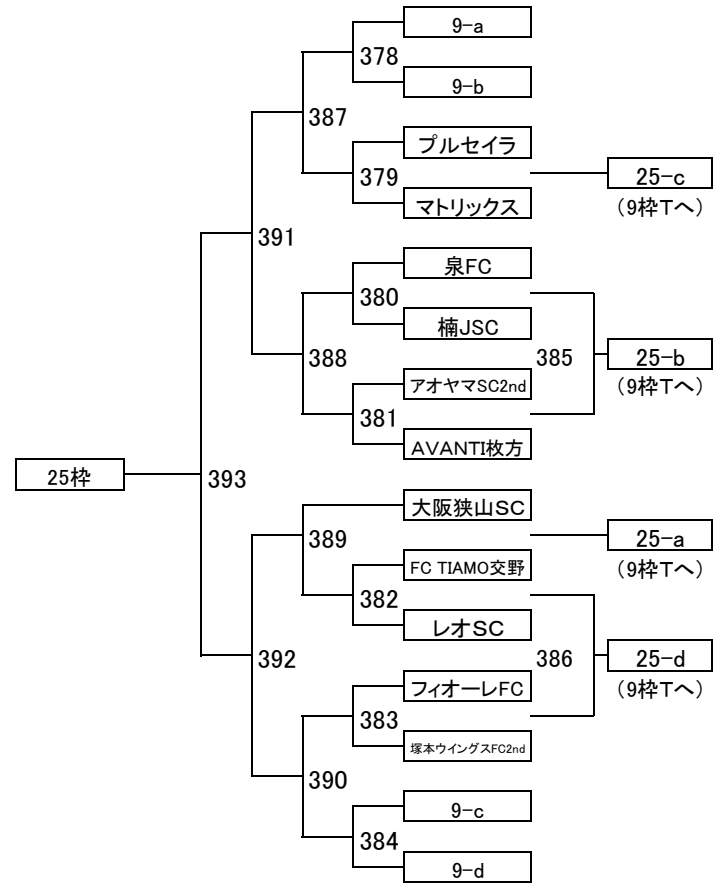 9-a
378
9-b
387
プルセイラ
379
25-c
マトリックス
(9枠Tへ)
391
泉FC
380
楠JSC
388
385
25-b
アオヤマSC2nd
(9枠Tへ)
381
AVANTI枚方
25枠
393
大阪狭山SC
389
25-a
FC TIAMO交野
(9枠Tへ)
382
レオSC
392
386
25-d
フィオーレFC
(9枠Tへ)
383
塚本ウイングスFC2nd
390
9-c
384
9-d